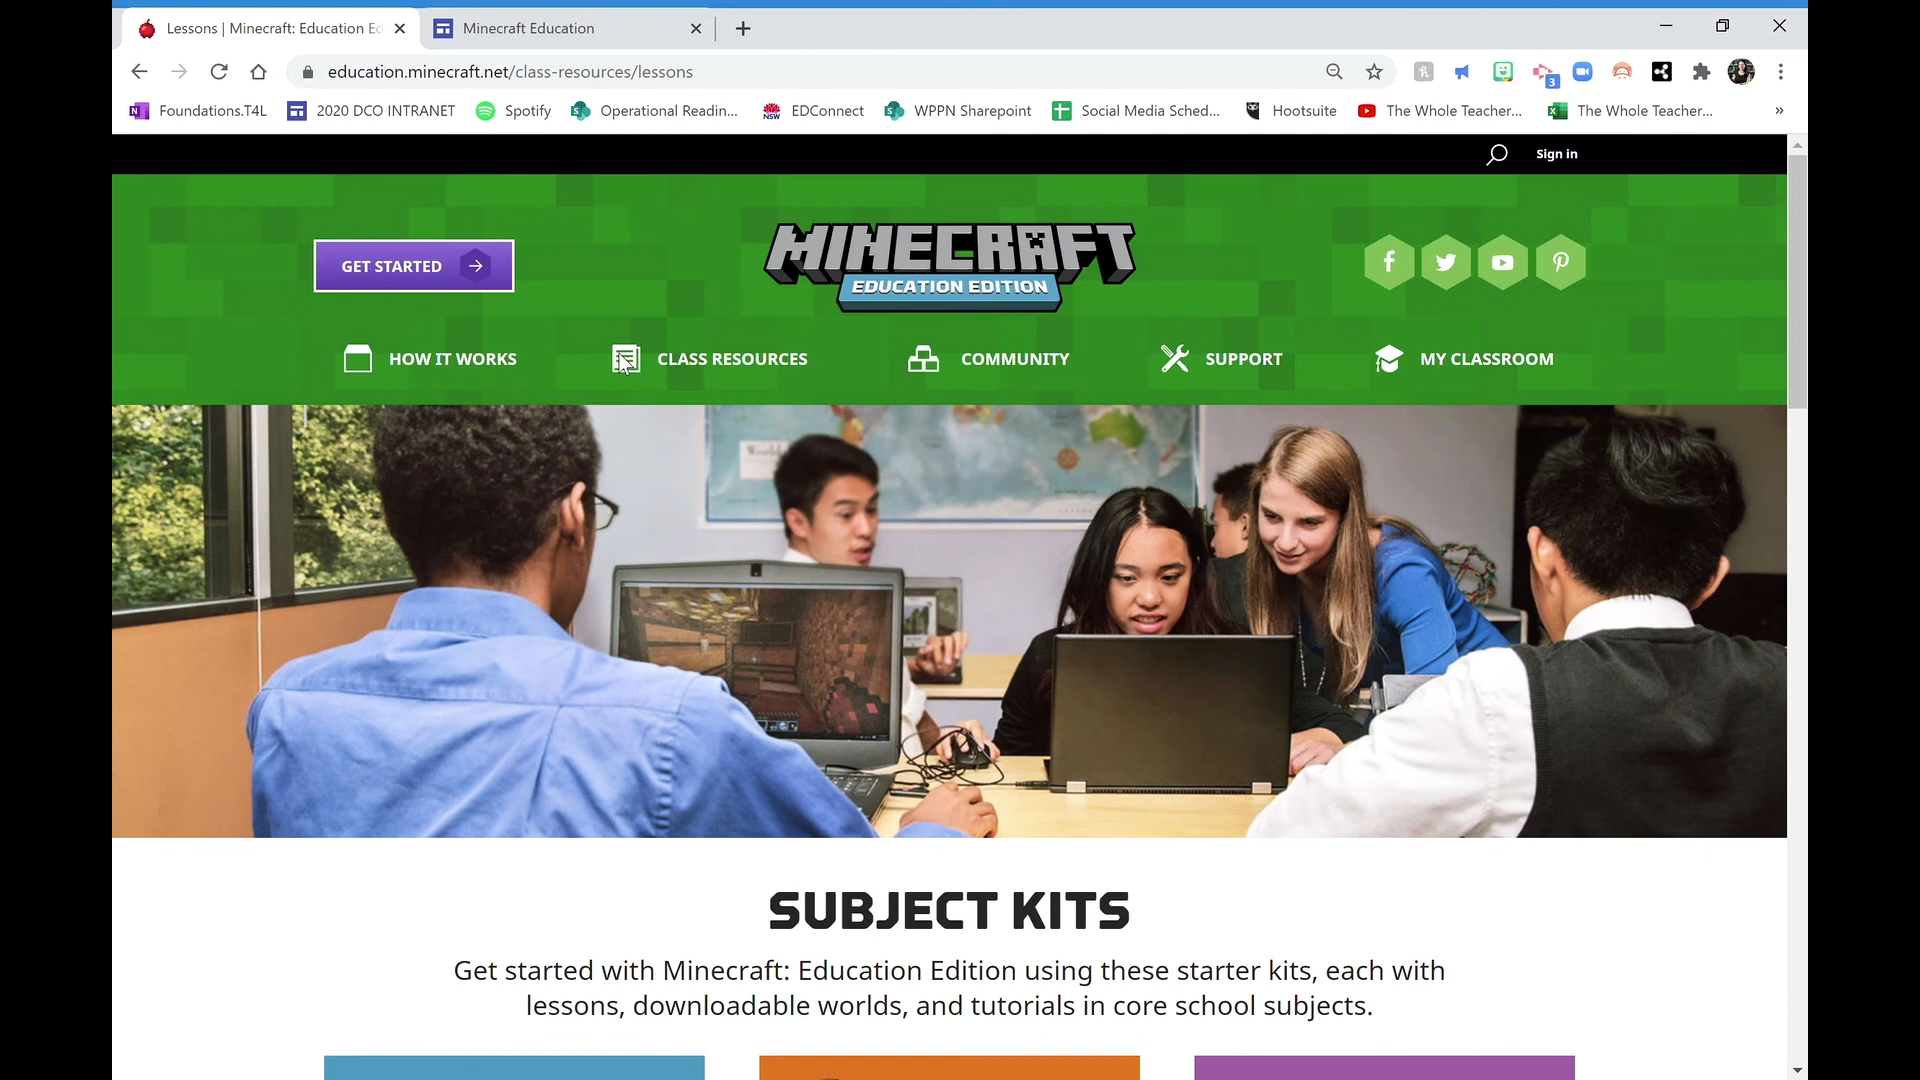 Lessons | Minecraft: Education Ed
Minecraft Education
education.minecraft.net/class-resources/lessons
3
Foundations.T4L
2020 DCO INTRANET
Spotify
Operational Readin...
EDConnect
WPPN Sharepoint
Social Media Sched...
Hootsuite
The Whole Teacher...
The Whole Teacher...
»
Sign in
GET STARTED
MINECRAFT
EDUCATION EDITION
HOW IT WORKS
CLASS RESOURCES
COMMUNITY
SUPPORT
MY CLASSROOM
SUBJECT KITS
Get started with Minecraft: Education Edition using these starter kits, each with
lessons, downloadable worlds, and tutorials in core school subjects.